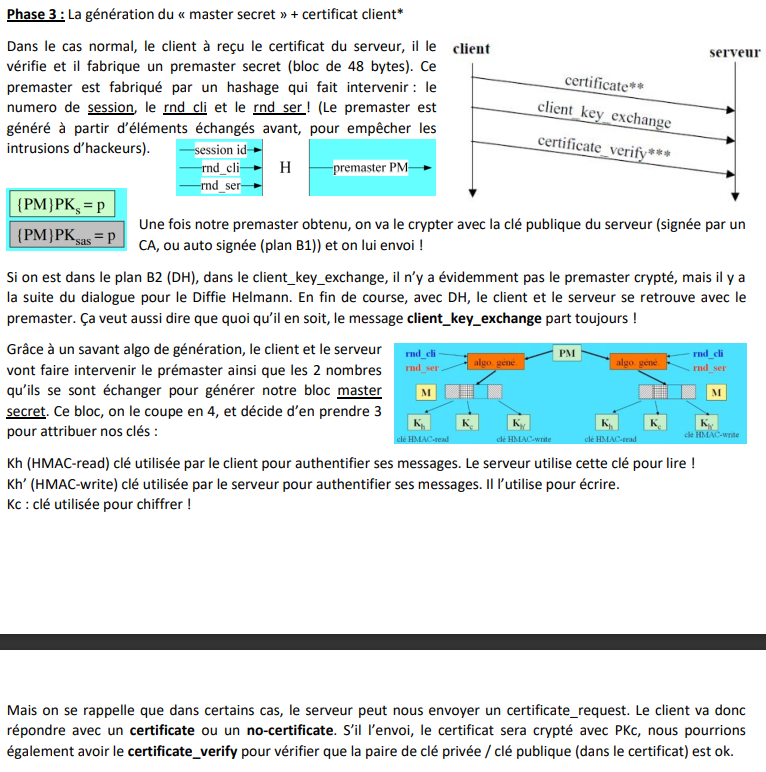 Phase 3 : La génération du « master secret » + certificat client*
Dans le cas normal, le client à reçu le certificat du serveur, il le
vérifie et il fabrique un premaster secret (bloc de 48 bytes). Ce
premaster est fabriqué par un hashage qui fait intervenir : le
numero de session, le rnd cli et le rnd ser ! (Le premaster est
généré à partir d'éléments échangés avant, pour empêcher les
intrusions d'hackeurs).
session id
rnd_cli
rnd_ser
H
premaster PM
client
serveur
certificate**
client_key_exchange
certificate_verify***
{PM}PKs = p
{PM}PKsas = p
Une fois notre premaster obtenu, on va le crypter avec la clé publique du serveur (signée par un
CA, ou auto signée (plan B1)) et on lui envoi !
Si on est dans le plan B2 (DH), dans le client_key_exchange, il n'y a évidemment pas le premaster crypté, mais il y a
la suite du dialogue pour le Diffie Helmann. En fin de course, avec DH, le client et le serveur se retrouve avec le
premaster. Ça veut aussi dire que quoi qu'il en soit, le message client_key_exchange part toujours !
Grâce à un savant algo de génération, le client et le serveur
vont faire intervenir le prémaster ainsi que les 2 nombres
qu'ils se sont échanger pour générer notre bloc master
secret. Ce bloc, on le coupe en 4, et décide d'en prendre 3
pour attribuer nos clés :
rnd_cli
rnd_ser
algo. géné.
PM
algo. géné.
rnd_cli
rnd_ser
M
M
Kh
Kc
Kh'
Kh
Kc
Kh'
clé HMAC-read
clé HMAC-write
clé HMAC-read
clé HMAC-write
Kh (HMAC-read) clé utilisée par le client pour authentifier ses messages. Le serveur utilise cette clé pour lire !
Kh' (HMAC-write) clé utilisée par le serveur pour authentifier ses messages. Il l'utilise pour écrire.
Kc : clé utilisée pour chiffrer !
Mais on se rappelle que dans certains cas, le serveur peut nous envoyer un certificate_request. Le client va donc
répondre avec un certificate ou un no-certificate. S'il l'envoi, le certificat sera crypté avec PKc, nous pourrions
également avoir le certificate_verify pour vérifier que la paire de clé privée / clé publique (dans le certificat) est ok.